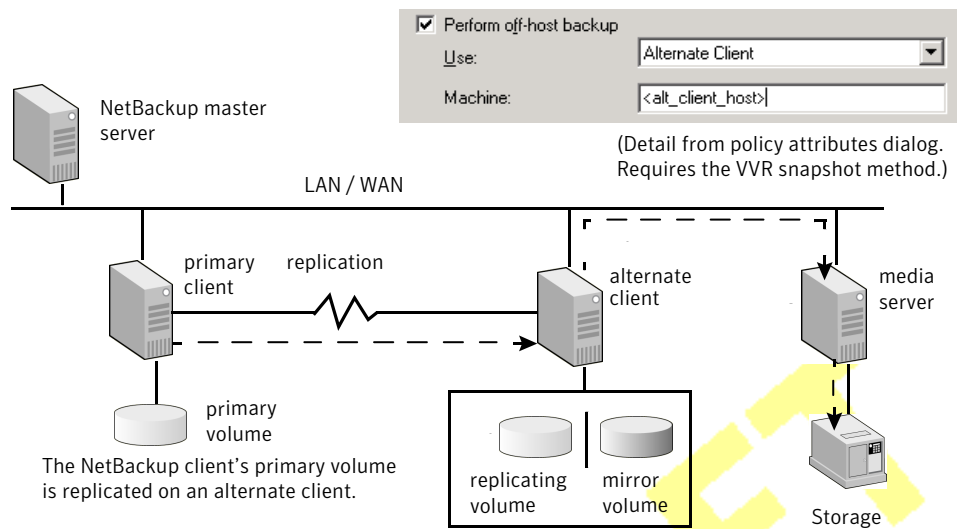 Perform off-host backup
Use:
Alternate Client
Machine:
<alt_client_host>
(Detail from policy attributes dialog.
Requires the VVR snapshot method.)
NetBackup master
server
LAN / WAN
primary
client
replication
alternate
client
media
server
primary
volume
The NetBackup client's primary volume
is replicated on an alternate client.
replicating
volume
mirror
volume
Storage